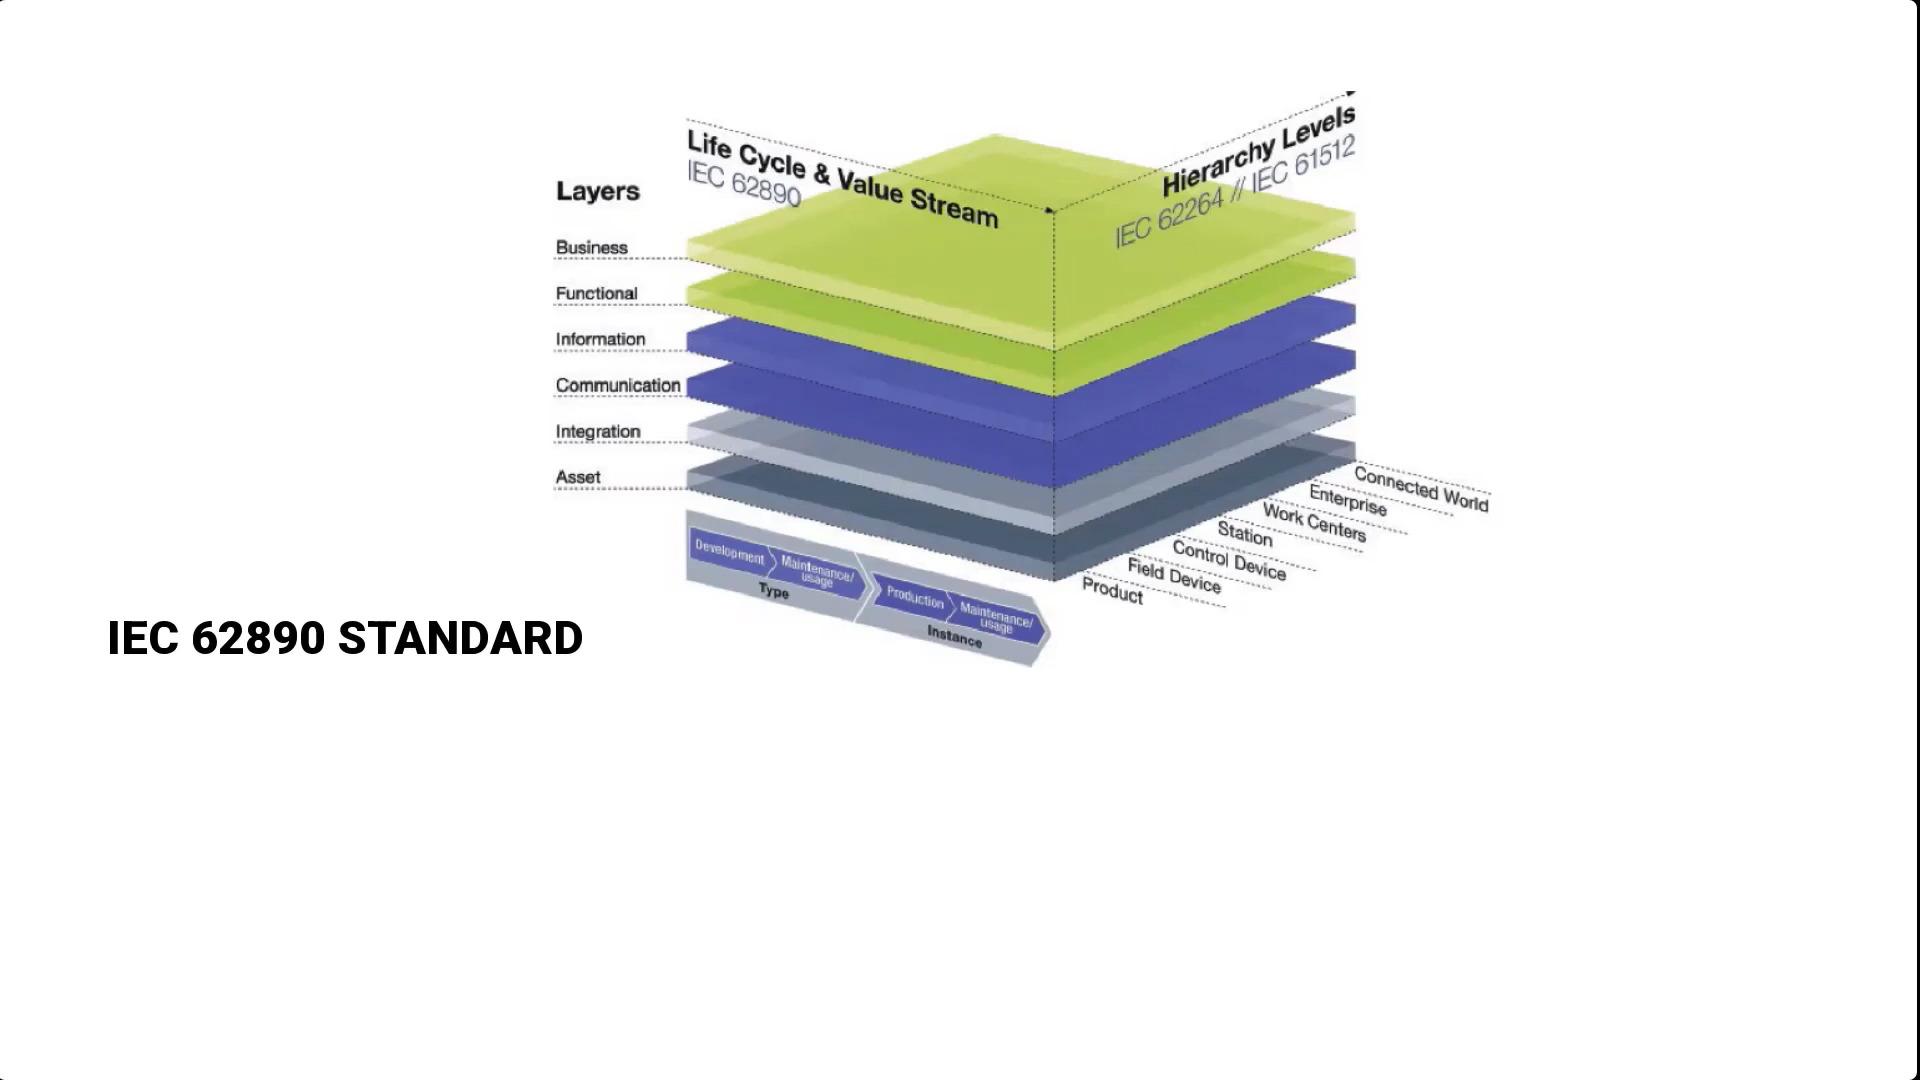 Life Cycle & Value Stream
IEC 62890
Hierarchy Levels
IEC 62264 // IEC 61512
Layers
Business
Functional
Information
Communication
Integration
Asset
Connected World
Enterprise
Work Centers
Station
Control Device
Field Device
Product
Development
Maintenance/
usage
Type
Production
Maintenance/
usage
Instance
IEC 62890 STANDARD